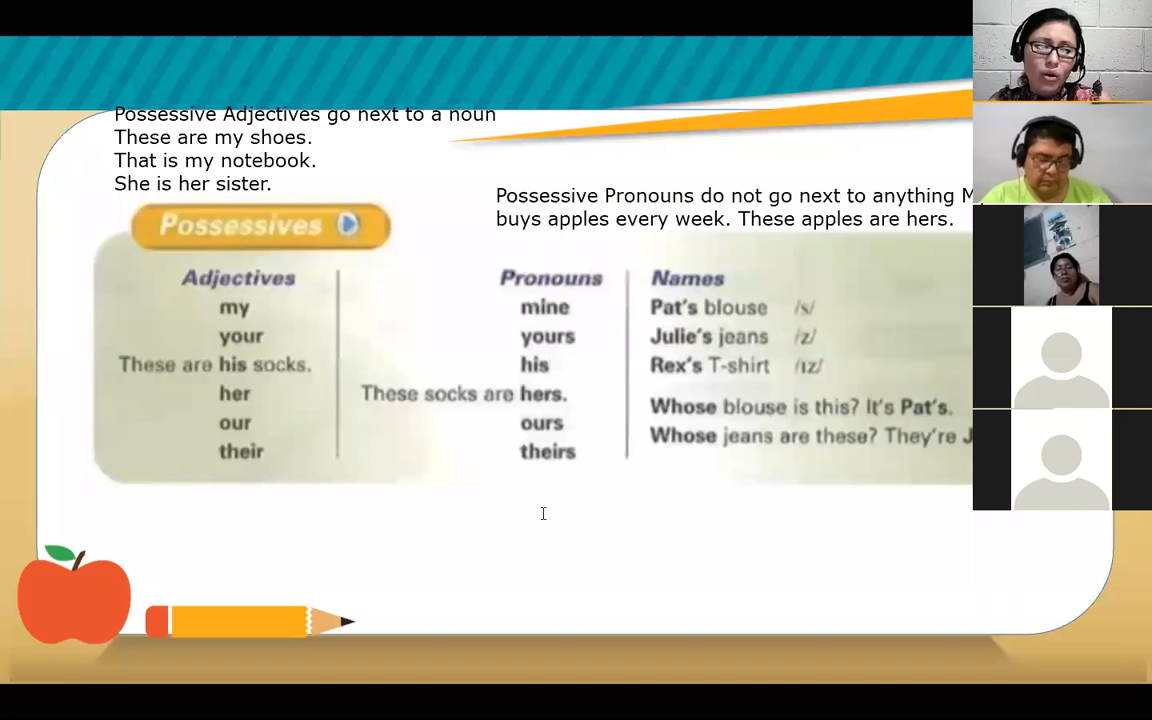 Possessive Adjectives go next to a noun
These are my shoes.
That is my notebook.
She is her sister.
Possessive Pronouns do not go next to anything M
buys apples every week. These apples are hers.
Possessives
Adjectives
my
your
These are his socks.
her
our
their
Pronouns
mine
yours
his
These socks are hers.
ours
theirs
Names
Pat's blouse /s/
Julie's jeans /z/
Rex's T-shirt /ɪz/
Whose blouse is this? It's Pat's.
Whose jeans are these? They're J